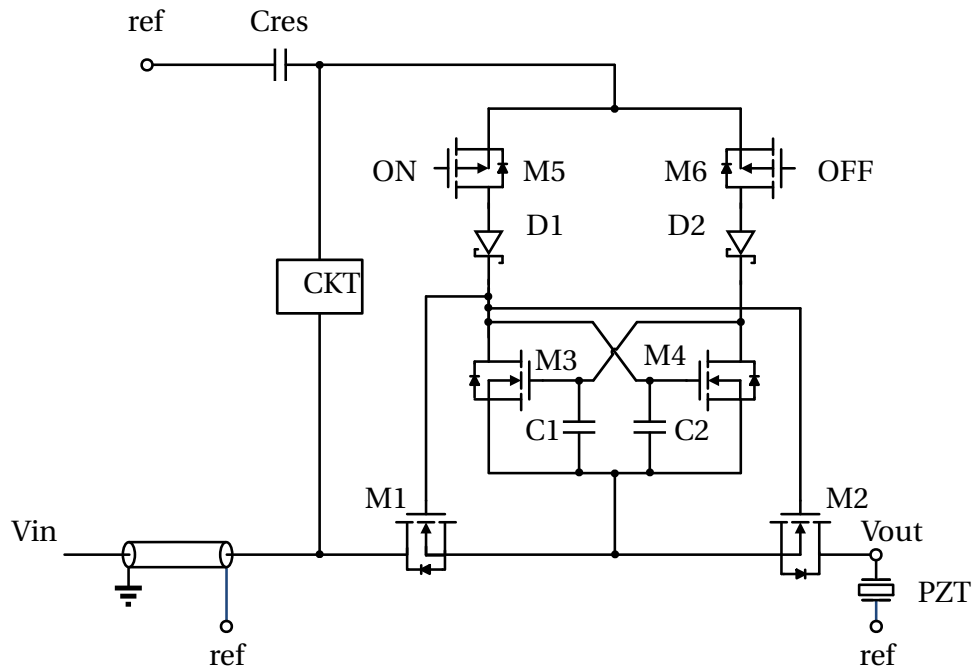 ref
Cres
ON
M5
M6
OFF
D1
D2
CKT
M3
M4
C1
C2
M1
M2
Vin
Vout
PZT
ref
ref